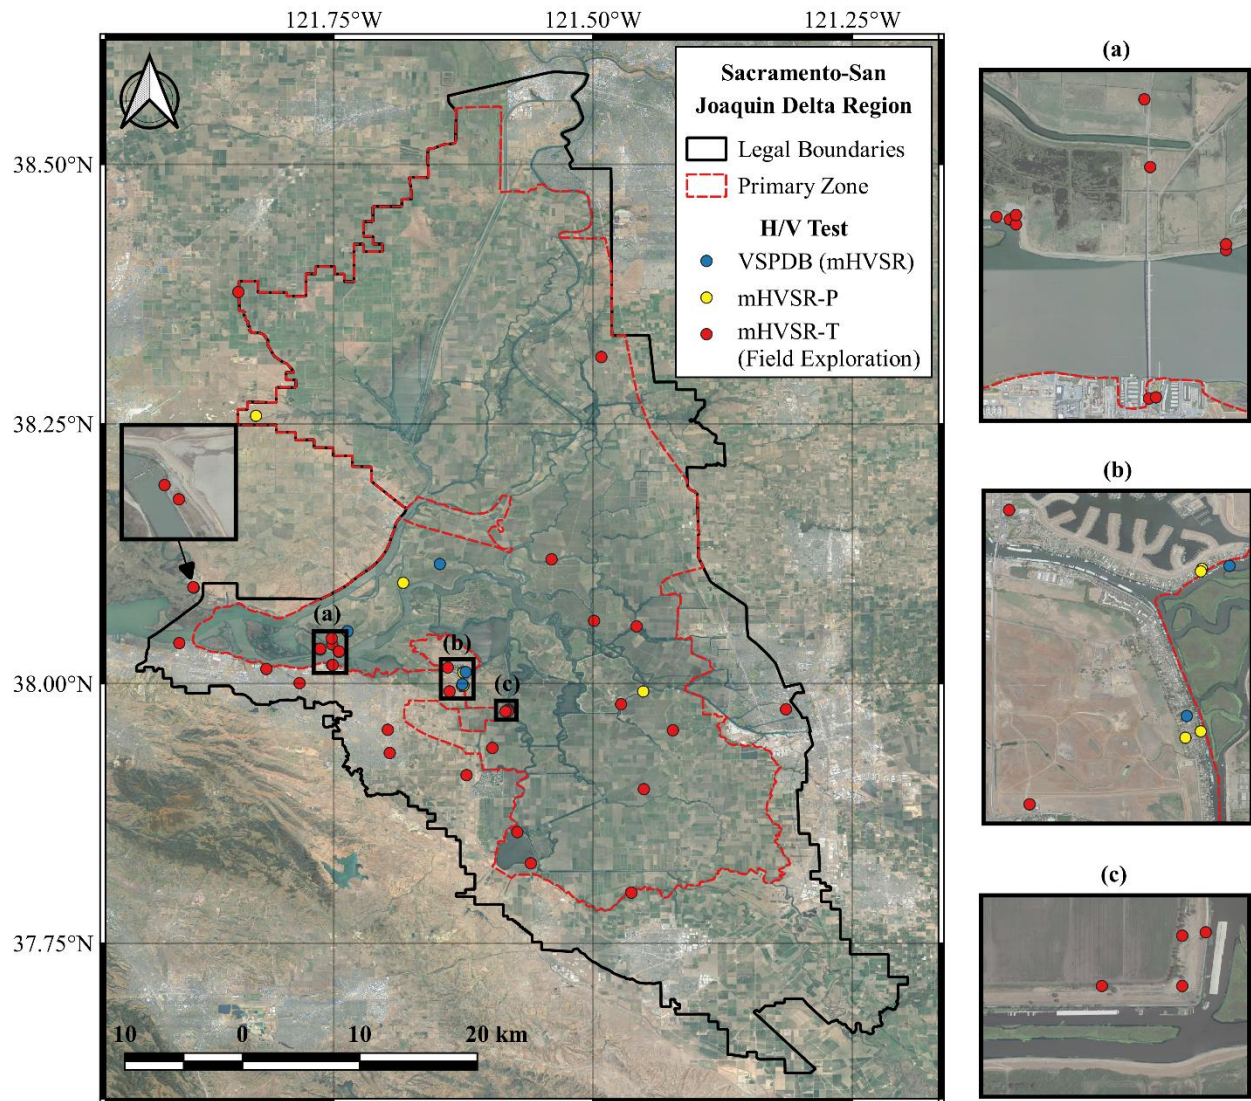 121.75°W
121.50°W
121.25°W
38.50°N
38.25°N
38.00°N
37.75°N
Sacramento-San
Joaquin Delta Region
Legal Boundaries
Primary Zone
H/V Test
VSPDB (mHVSR)
mHVSR-P
mHVSR-T
(Field Exploration)
(a)
(b)
(c)
10
0
10
20 km
(a)
(b)
(c)